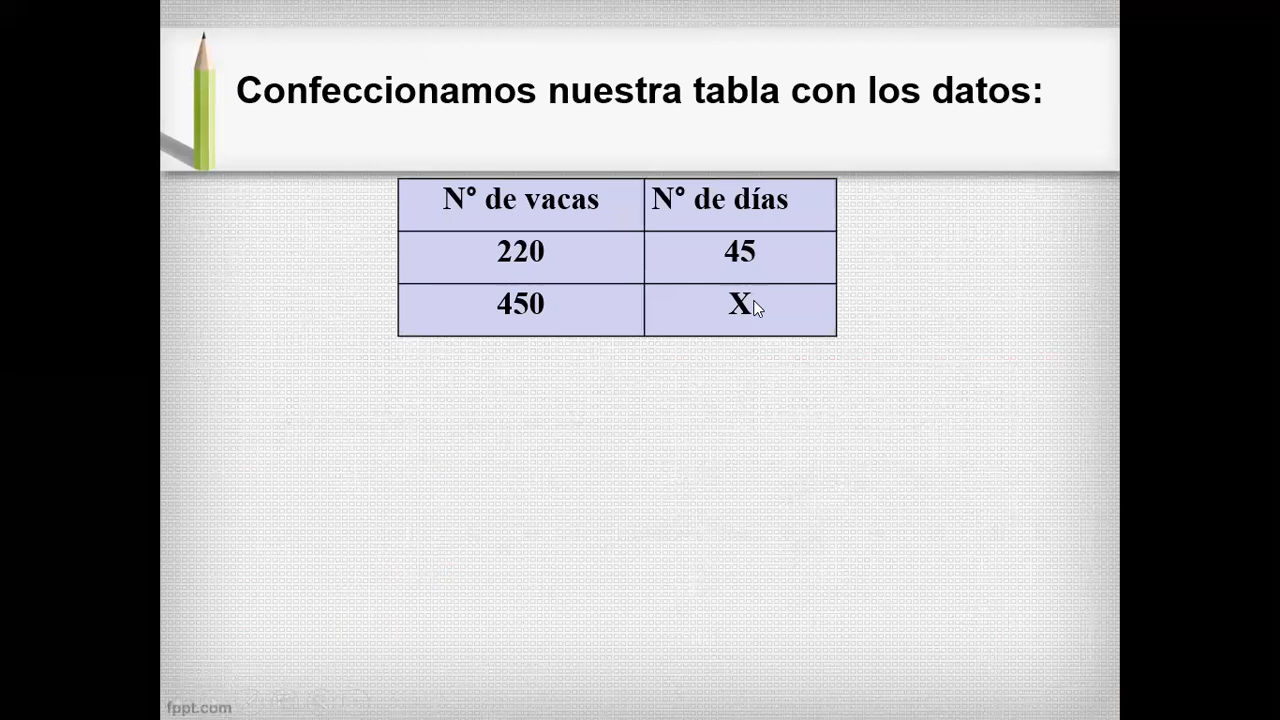 Confeccionamos nuestra tabla con los datos:
N° de vacas N° de días
220 45
450 X
fppt.com